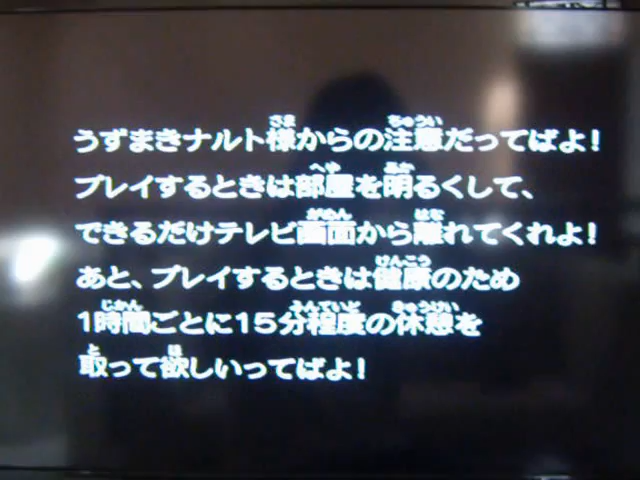 うずまきナルト様からの注意だってばよ!
プレイするときは部屋を明るくして、
できるだけテレビ画面から離れてくれよ!
あと、プレイするときは健康のため
1時間ごとに15分程度の休憩を
取って欲しいってばよ!